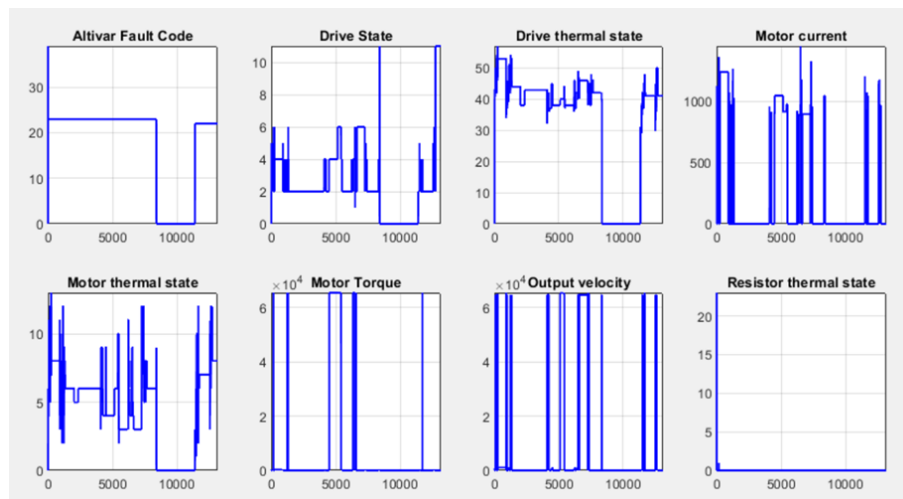 Altivar Fault Code
30
20
10
0
0 5000 10000
Drive State
10
8
6
4
2
0
0 5000 10000
Drive thermal state
50
40
30
20
10
0
0 5000 10000
Motor current
1000
500
0
0 5000 10000
Motor thermal state
10
5
0
0 5000 10000
×10⁴ Motor Torque
6
4
2
0
0 5000 10000
×10⁴ Output velocity
6
4
2
0
0 5000 10000
Resistor thermal state
20
15
10
5
0
0 5000 10000